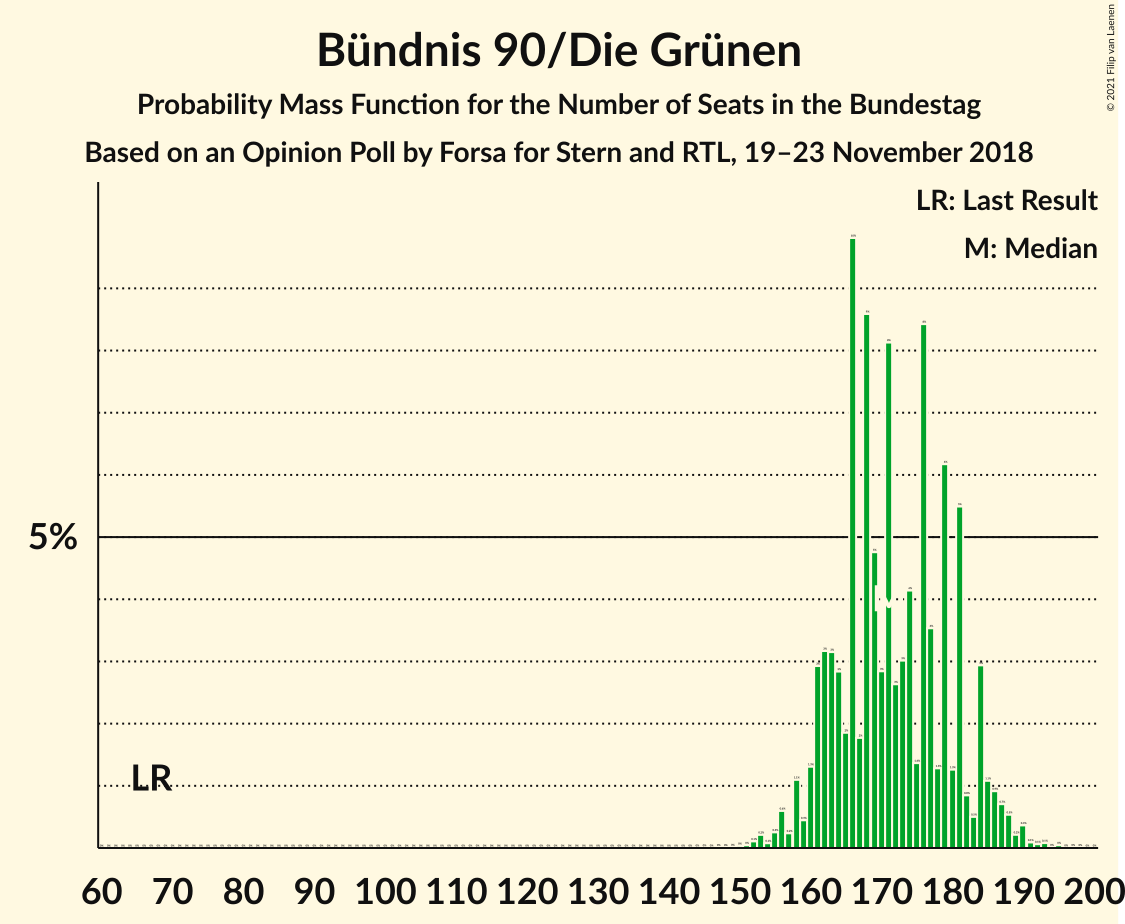 Bündnis 90/Die Grünen
Probability Mass Function for the Number of Seats in the Bundestag
Based on an Opinion Poll by Forsa for Stern and RTL, 19–23 November 2018
© 2021 Filip van Laenen
LR: Last Result
M: Median
5%
LR
M
60 70 80 90 100 110 120 130 140 150 160 170 180 190 200